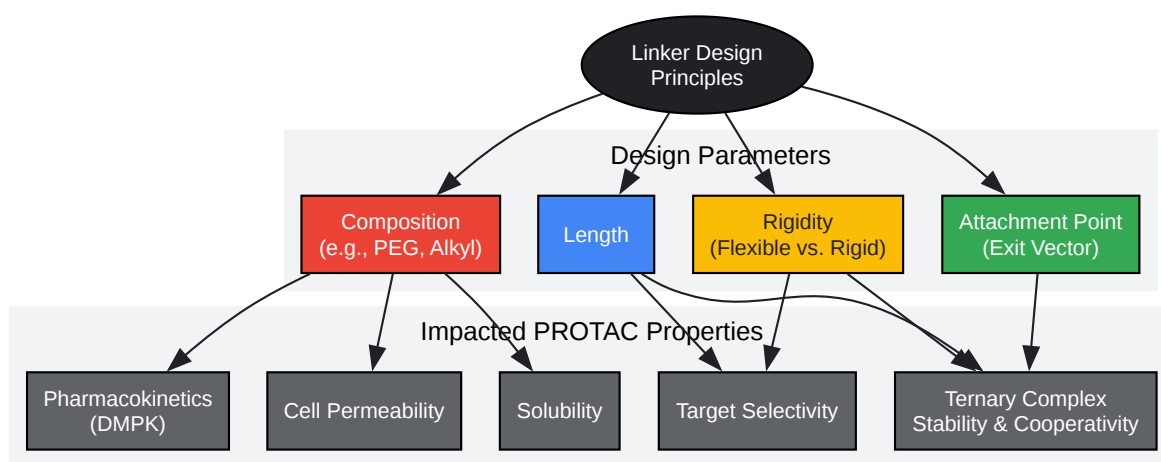 Linker Design
Principles
Design Parameters
Composition
(e.g., PEG, Alkyl)
Length
Rigidity
(Flexible vs. Rigid)
Attachment Point
(Exit Vector)
Impacted PROTAC Properties
Pharmacokinetics
(DMPK)
Cell Permeability
Solubility
Target Selectivity
Ternary Complex
Stability & Cooperativity